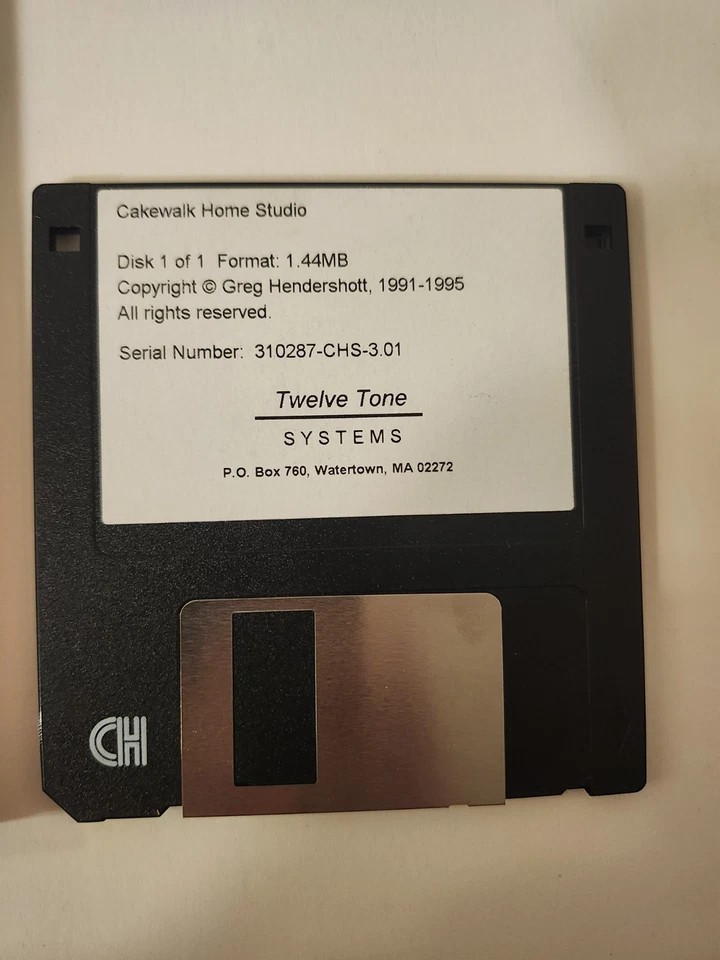 Cakewalk Home Studio
Disk 1 of 1 Format: 1.44MB
Copyright © Greg Hendershott, 1991-1995
All rights reserved.
Serial Number: 310287-CHS-3.01
Twelve Tone
SYSTEMS
P.O. Box 760, Watertown, MA 02272
CH